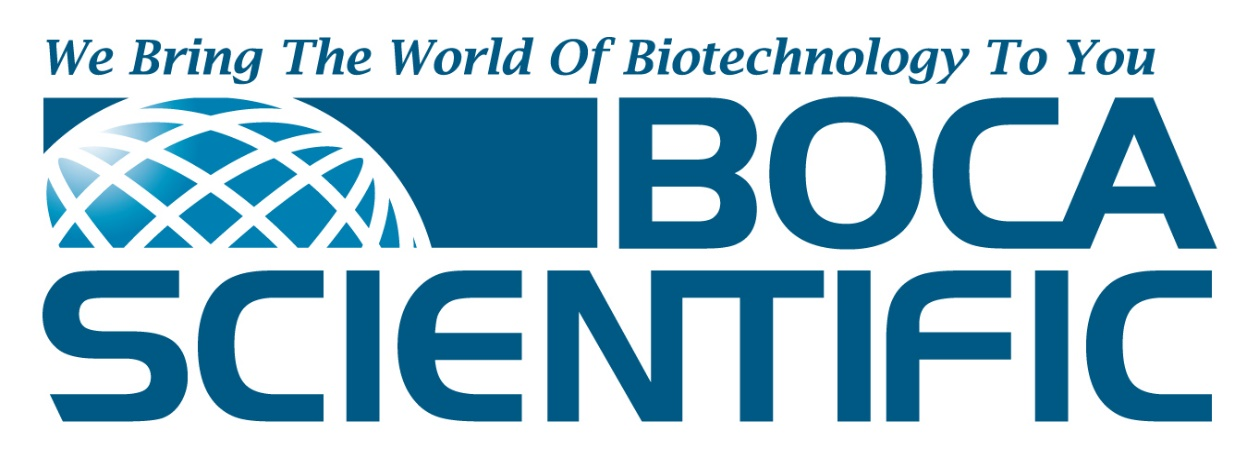 We Bring The World Of Biotechnology To You
BOCA
SCIENTIFIC